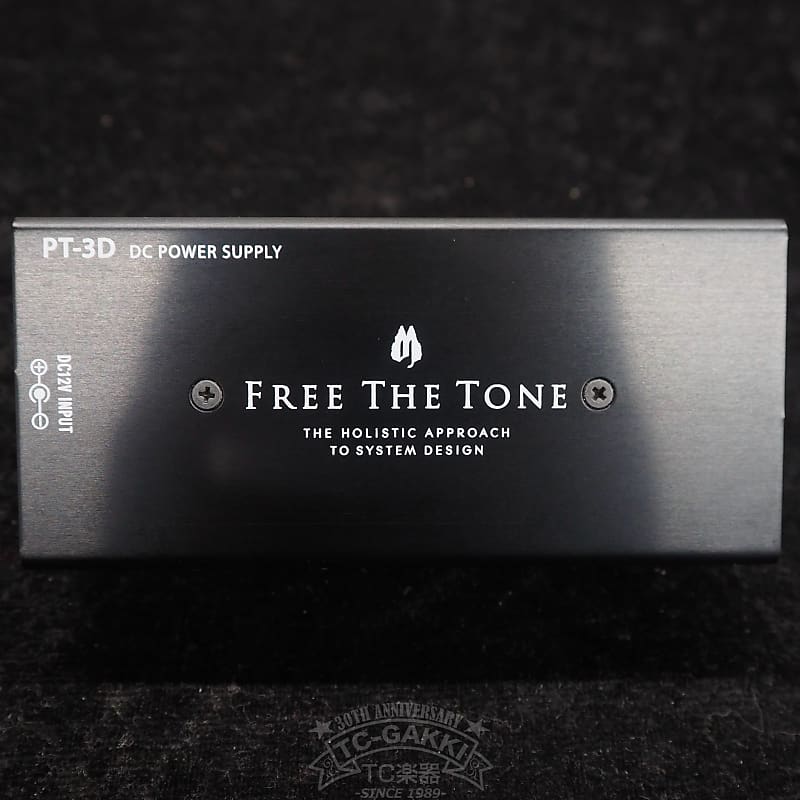 PT-3D DC POWER SUPPLY
DC12V INPUT
FREE THE TONE
THE HOLISTIC APPROACH
TO SYSTEM DESIGN
30TH ANNIVERSARY
TC-GAKKI
TC楽器
-SINCE 1989-